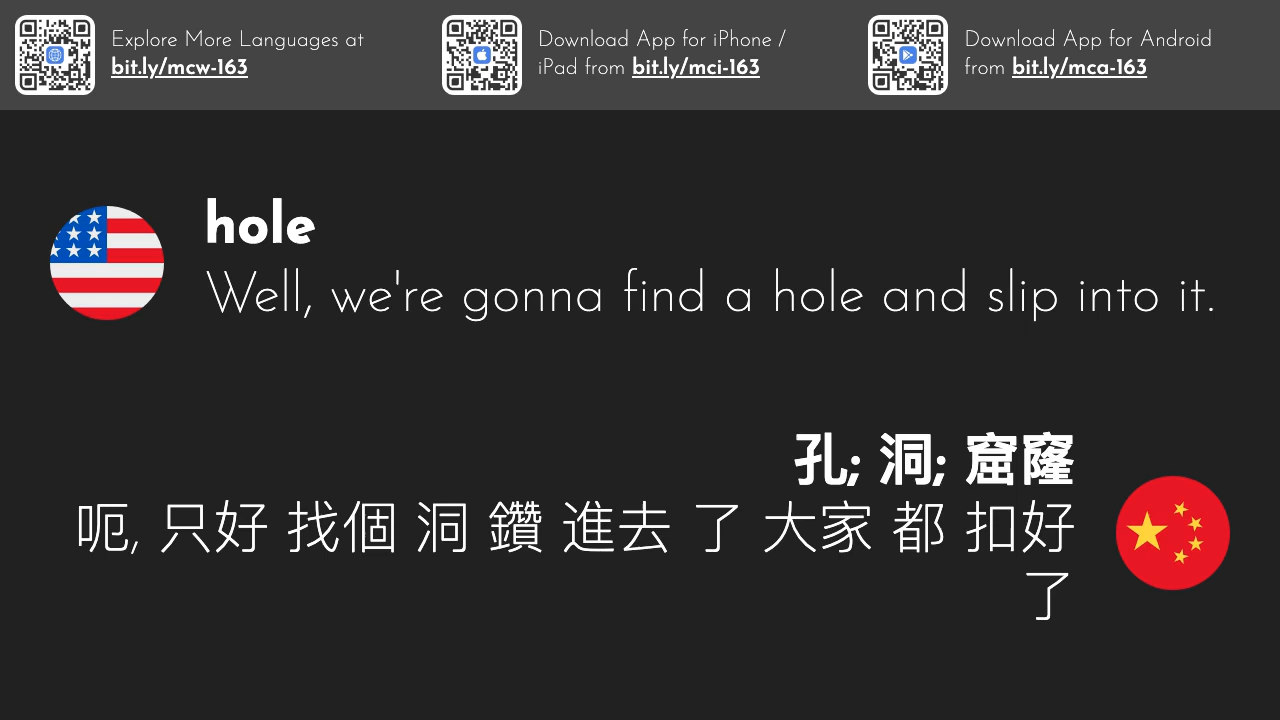 Explore More Languages at
bit.ly/mcw-163
Download App for iPhone /
iPad from bit.ly/mci-163
Download App for Android
from bit.ly/mca-163
hole
Well, we're gonna find a hole and slip into it.
孔; 洞; 窟窿
呃, 只好 找個 洞 鑽 進去 了 大家 都 扣好
了